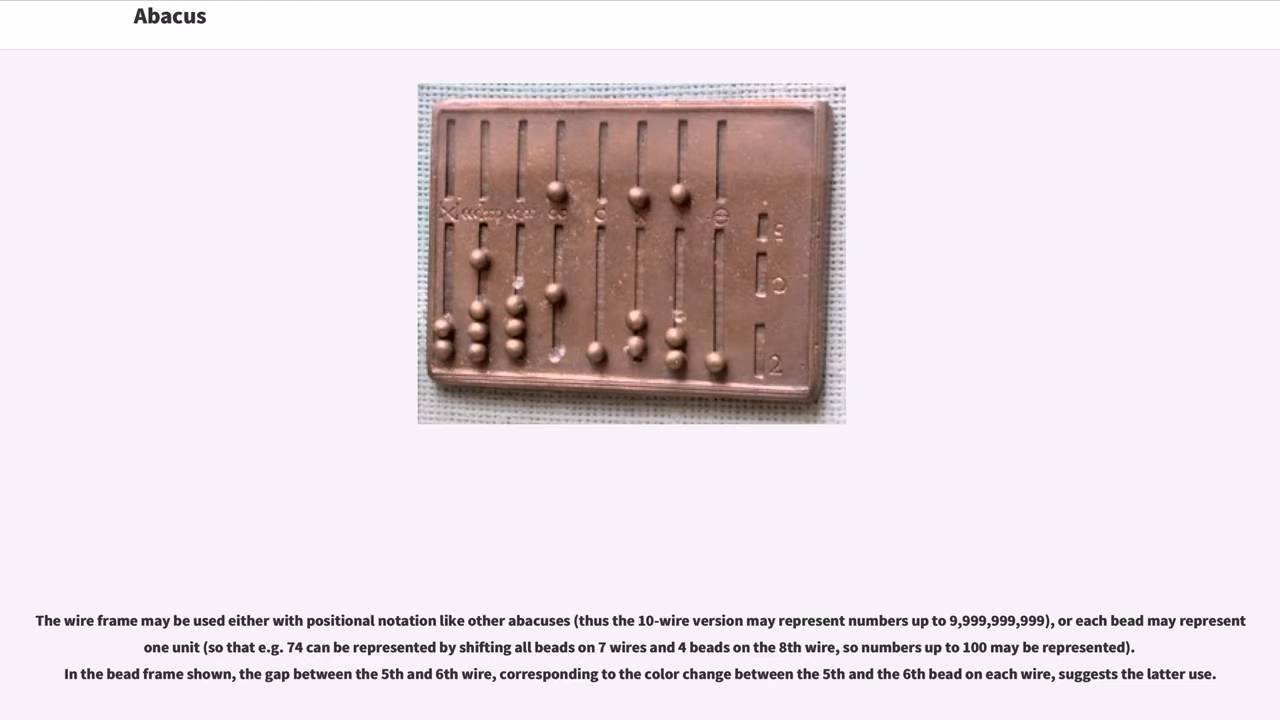 Abacus
The wire frame may be used either with positional notation like other abacuses (thus the 10-wire version may represent numbers up to 9,999,999,999), or each bead may represent
one unit (so that e.g. 74 can be represented by shifting all beads on 7 wires and 4 beads on the 8th wire, so numbers up to 100 may be represented).
In the bead frame shown, the gap between the 5th and 6th wire, corresponding to the color change between the 5th and the 6th bead on each wire, suggests the latter use.